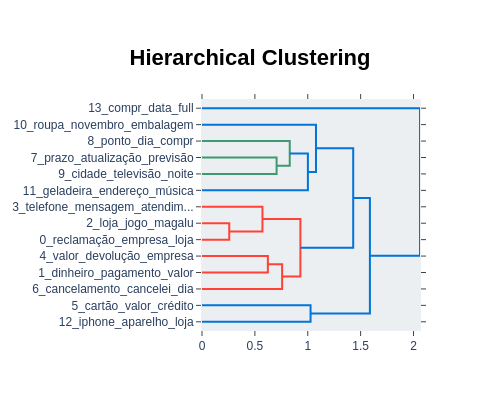 Hierarchical Clustering
13_compr_data_full
10_roupa_novembro_embalagem
8_ponto_dia_compr
7_prazo_atualização_previsão
9_cidade_televisão_noite
11_geladeira_endereço_música
3_telefone_mensagem_atendim...
2_loja_jogo_magalu
0_reclamação_empresa_loja
4_valor_devolução_empresa
1_dinheiro_pagamento_valor
6_cancelamento_cancelei_dia
5_cartão_valor_crédito
12_iphone_aparelho_loja
0 0.5 1 1.5 2